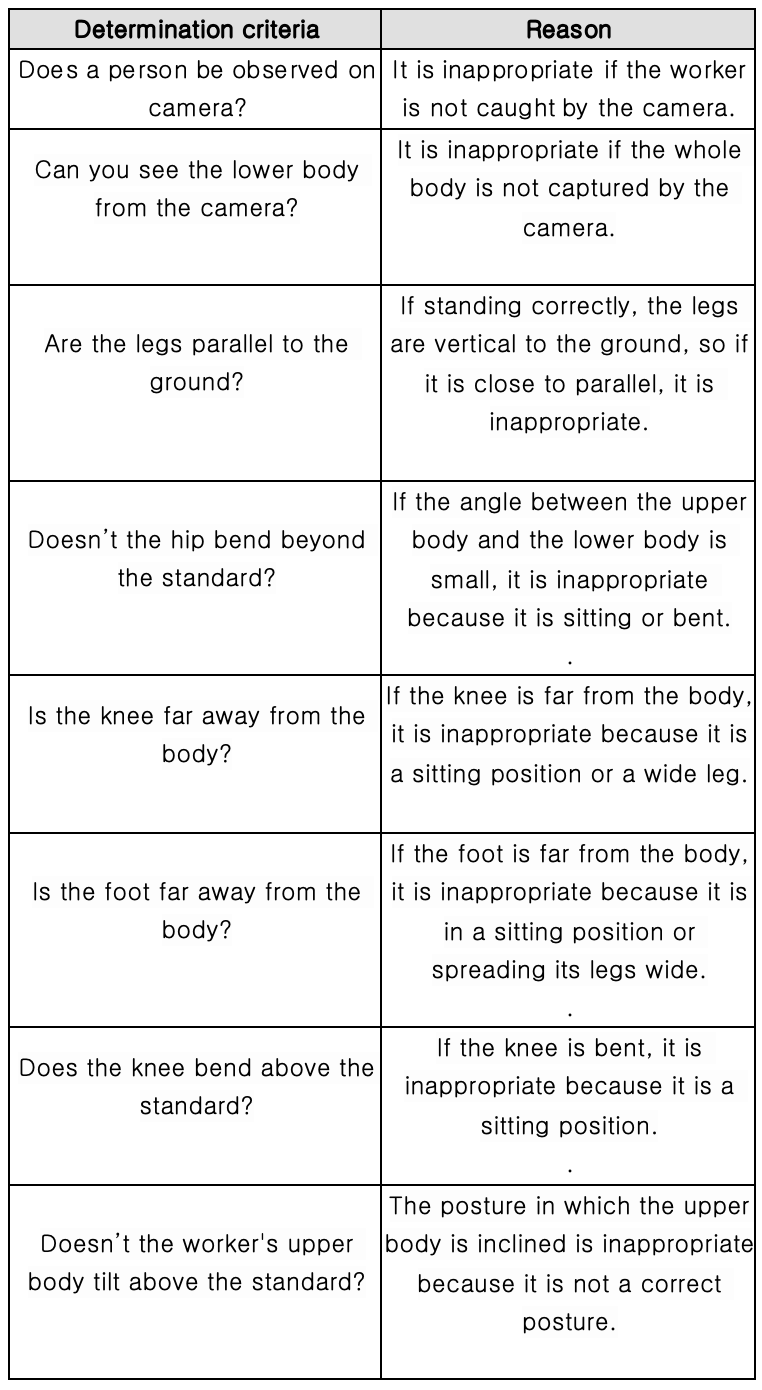 Determination criteria
Reason
Does a person be observed on
camera?
It is inappropriate if the worker
is not caught by the camera.
Can you see the lower body
from the camera?
It is inappropriate if the whole
body is not captured by the
camera.
Are the legs parallel to the
ground?
If standing correctly, the legs
are vertical to the ground, so if
it is close to parallel, it is
inappropriate.
Doesn’t the hip bend beyond
the standard?
If the angle between the upper
body and the lower body is
small, it is inappropriate
because it is sitting or bent.
.
Is the knee far away from the
body?
If the knee is far from the body,
it is inappropriate because it is
a sitting position or a wide leg.
Is the foot far away from the
body?
If the foot is far from the body,
it is inappropriate because it is
in a sitting position or
spreading its legs wide.
.
Does the knee bend above the
standard?
If the knee is bent, it is
inappropriate because it is a
sitting position.
.
Doesn’t the worker's upper
body tilt above the standard?
The posture in which the upper
body is inclined is inappropriate
because it is not a correct
posture.